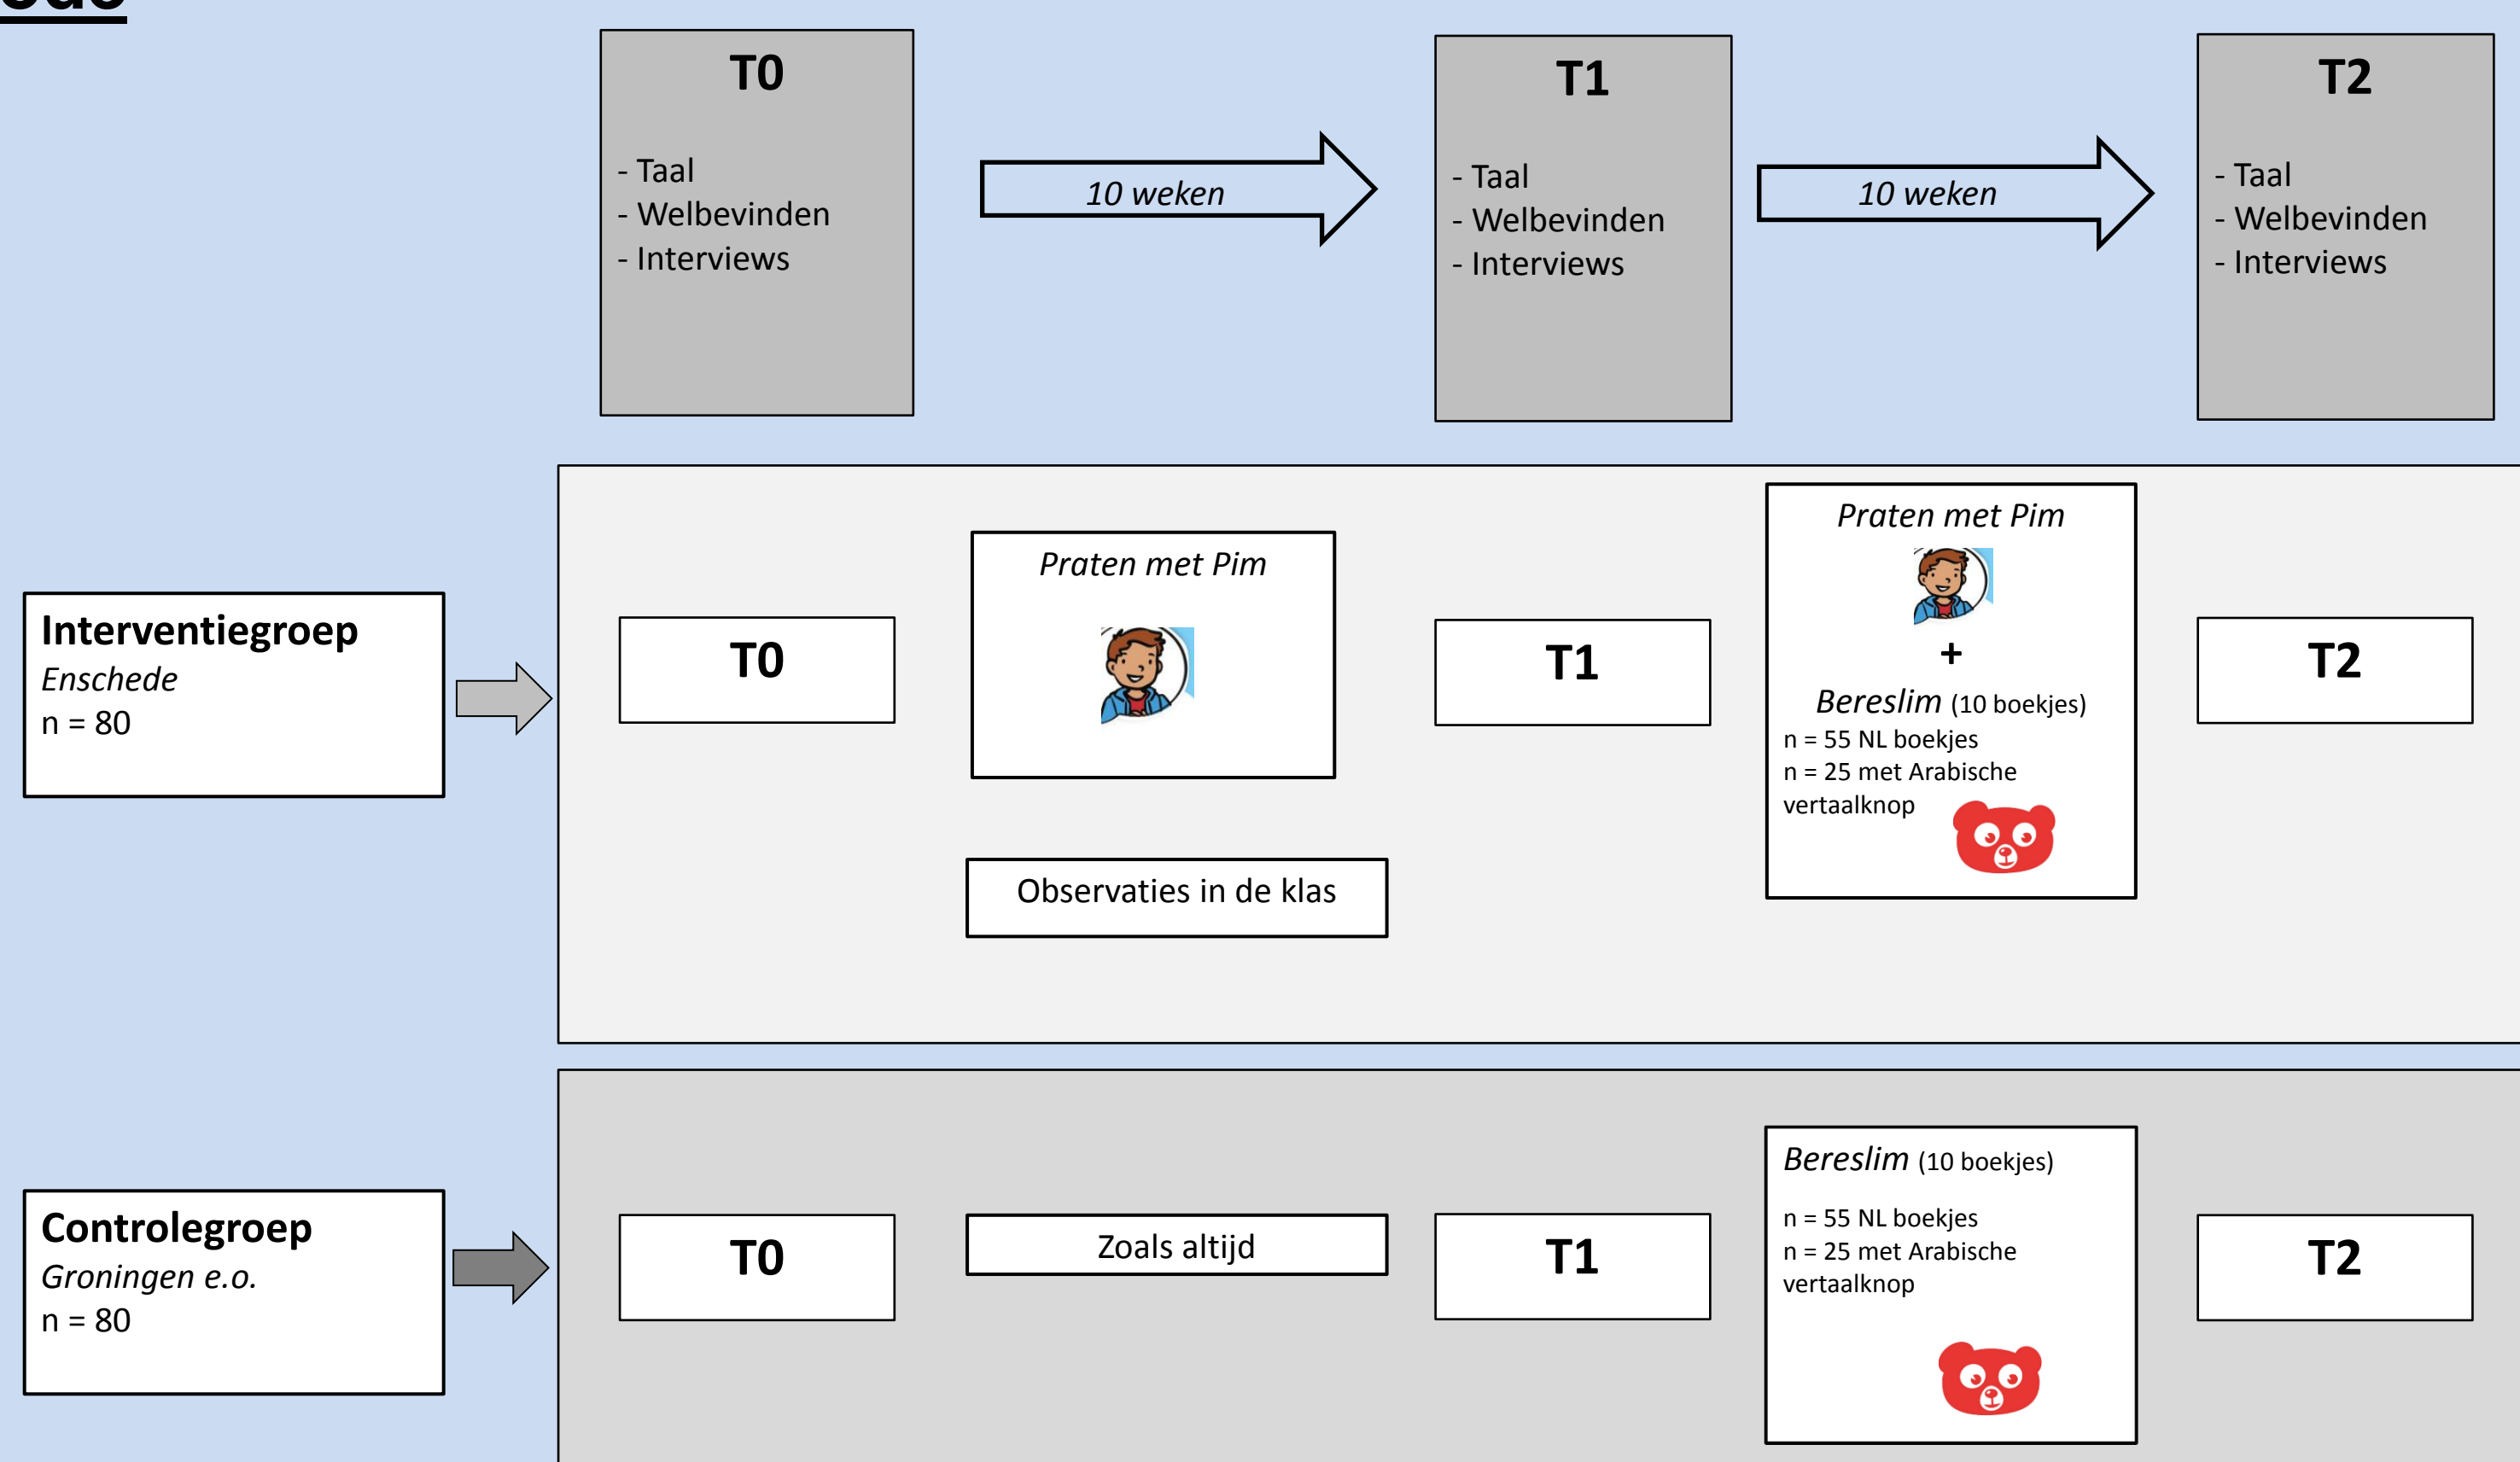 T0
- Taal
- Welbevinden
- Interviews
10 weken
T1
- Taal
- Welbevinden
- Interviews
10 weken
T2
- Taal
- Welbevinden
- Interviews
Interventiegroep
Enschede
n = 80
T0
Praten met Pim
Observaties in de klas
T1
Praten met Pim
+
Bereslim (10 boekjes)
n = 55 NL boekjes
n = 25 met Arabische
vertaalknop
T2
Controlegroep
Groningen e.o.
n = 80
T0
Zoals altijd
T1
Bereslim (10 boekjes)
n = 55 NL boekjes
n = 25 met Arabische
vertaalknop
T2